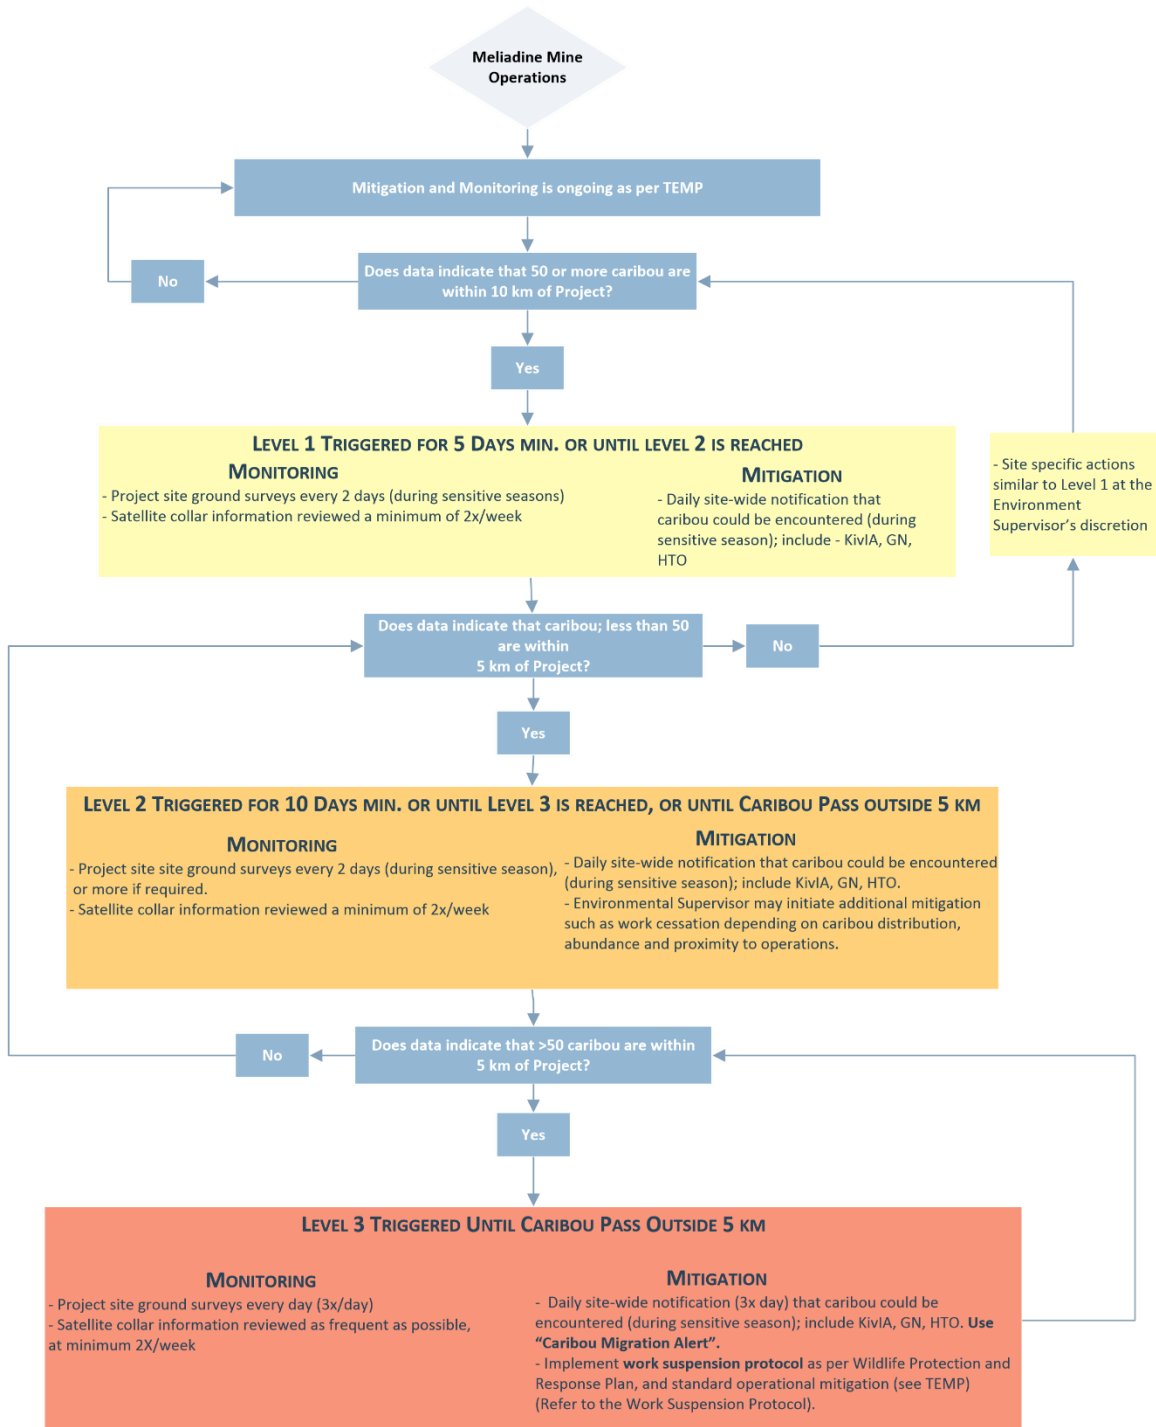 Meliadine Mine
Operations
Mitigation and Monitoring is ongoing as per TEMP
Does data indicate that 50 or more caribou are
within 10 km of Project?
No
Yes
LEVEL 1 TRIGGERED FOR 5 DAYS MIN. OR UNTIL LEVEL 2 IS REACHED
MONITORING
- Project site ground surveys every 2 days (during sensitive seasons)
- Satellite collar information reviewed a minimum of 2x/week
MITIGATION
- Daily site-wide notification that
caribou could be encountered (during
sensitive season); include - KivIA, GN,
HTO
- Site specific actions
similar to Level 1 at the
Environment
Supervisor's discretion
Does data indicate that caribou; less than 50
are within
5 km of Project?
No
Yes
LEVEL 2 TRIGGERED FOR 10 DAYS MIN. OR UNTIL LEVEL 3 IS REACHED, OR UNTIL CARIBOU PASS OUTSIDE 5 KM
MONITORING
- Project site site ground surveys every 2 days (during sensitive season),
or more if required.
- Satellite collar information reviewed a minimum of 2x/week
MITIGATION
- Daily site-wide notification that caribou could be encountered
(during sensitive season); include KivIA, GN, HTO.
- Environmental Supervisor may initiate additional mitigation
such as work cessation depending on caribou distribution,
abundance and proximity to operations.
Does data indicate that >50 caribou are within
5 km of Project?
No
Yes
LEVEL 3 TRIGGERED UNTIL CARIBOU PASS OUTSIDE 5 KM
MONITORING
- Project site ground surveys every day (3x/day)
- Satellite collar information reviewed as frequent as possible,
at minimum 2X/week
MITIGATION
- Daily site-wide notification (3x day) that caribou could be
encountered (during sensitive season); include KivIA, GN, HTO. Use
"Caribou Migration Alert".
- Implement work suspension protocol as per Wildlife Protection and
Response Plan, and standard operational mitigation (see TEMP)
(Refer to the Work Suspension Protocol).